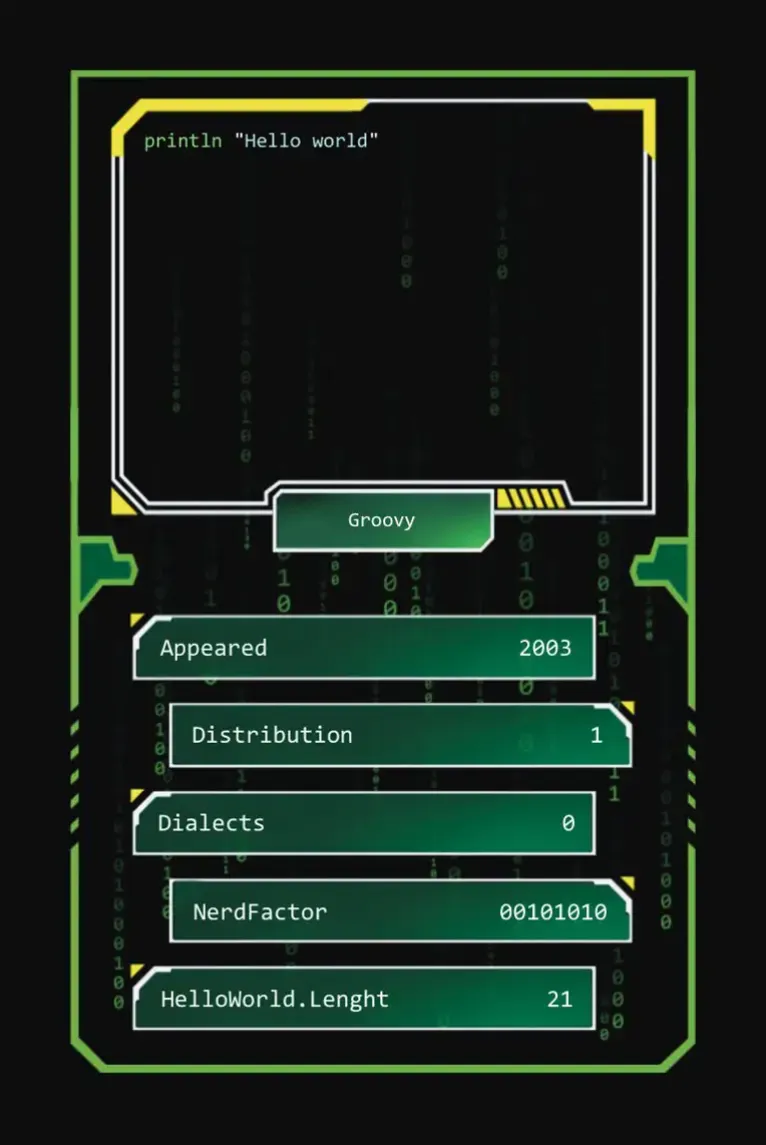 println "Hello world"
Groovy
Appeared 2003
Distribution 1
Dialects 0
NerdFactor 00101010
HelloWorld.Lenght 21